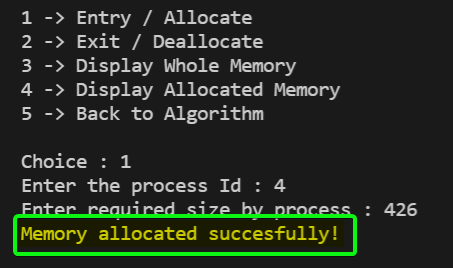 1 -> Entry / Allocate
2 -> Exit / Deallocate
3 -> Display Whole Memory
4 -> Display Allocated Memory
5 -> Back to Algorithm
Choice : 1
Enter the process Id : 4
Enter required size by process : 426
Memory allocated succesfully!